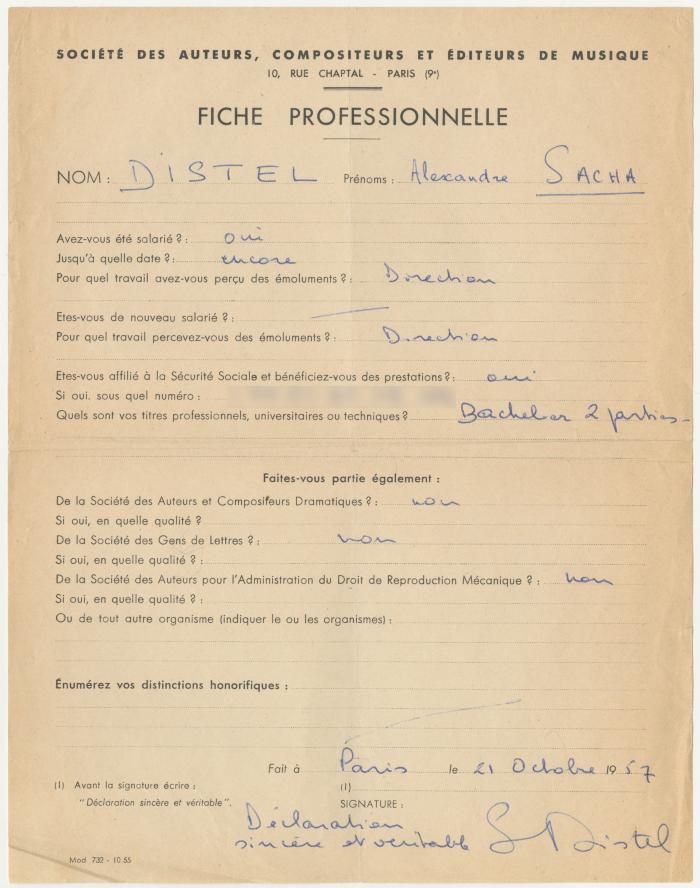 SOCIÉTÉ DES AUTEURS, COMPOSITEURS ET ÉDITEURS DE MUSIQUE
10, RUE CHAPTAL - PARIS (9e)
FICHE PROFESSIONNELLE
NOM : DISTEL Prénoms : Alexandre SACHA
Avez-vous été salarié ? : oui
Jusqu'à quelle date ? : encore
Pour quel travail avez-vous perçu des émoluments ? : Direction
Etes-vous de nouveau salarié ? :
Pour quel travail percevez-vous des émoluments ? : Direction
Etes-vous affilié à la Sécurité Sociale et bénéficiez-vous des prestations ? : oui
Si oui. sous quel numéro :
Quels sont vos titres professionnels, universitaires ou techniques ? Bachelier 2 parties -
Faites-vous partie également :
De la Société des Auteurs et Compositeurs Dramatiques ? : non
Si oui, en quelle qualité ?
De la Société des Gens de Lettres ? : non
Si oui, en quelle qualité ? :
De la Société des Auteurs pour l'Administration du Droit de Reproduction Mécanique ? : non
Si oui, en quelle qualité ? :
Ou de tout autre organisme (indiquer le ou les organismes) :
Énumérez vos distinctions honorifiques :
Fait à Paris le 21 Octobre 1957
(1) Avant la signature écrire : (1)
"Déclaration sincère et véritable". SIGNATURE :
Déclaration
sincère et véritable S Distel
Mod 732 - 10 55